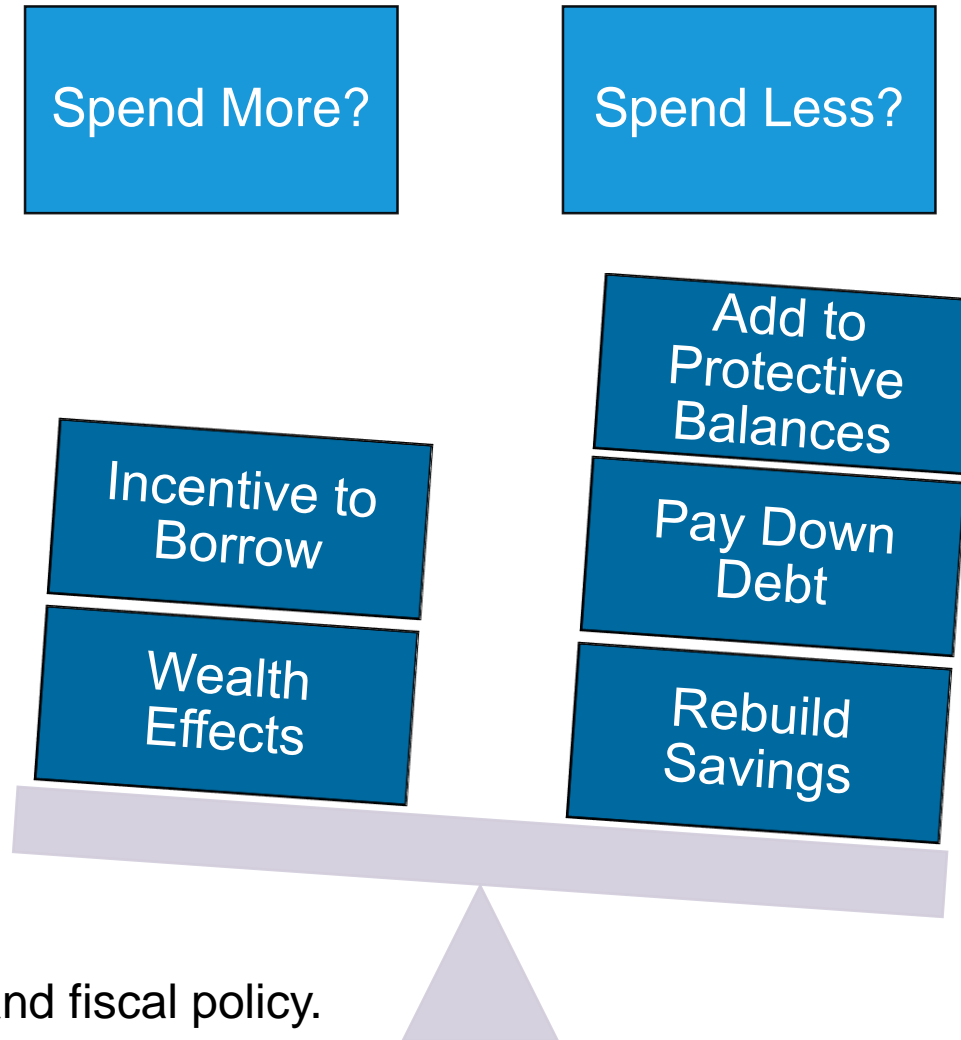 Spend More?
Spend Less?
Incentive to
Borrow
Wealth
Effects
Add to
Protective
Balances
Pay Down
Debt
Rebuild
Savings
nd fiscal policy.